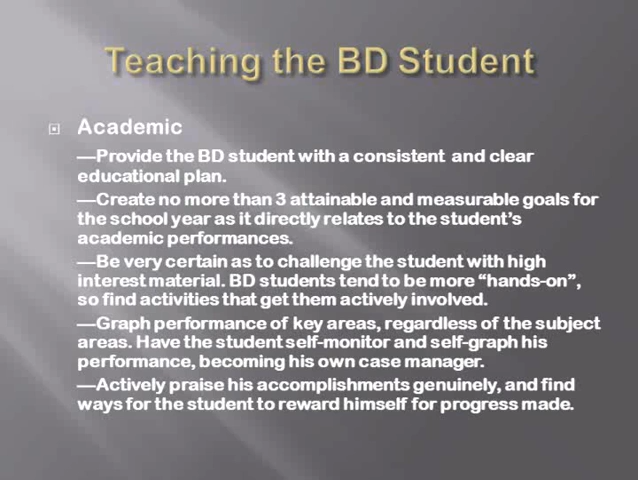 Teaching the BD Student
Academic
—Provide the BD student with a consistent and clear
educational plan.
—Create no more than 3 attainable and measurable goals for
the school year as it directly relates to the student’s
academic performances.
—Be very certain as to challenge the student with high
interest material. BD students tend to be more “hands-on”,
so find activities that get them actively involved.
—Graph performance of key areas, regardless of the subject
areas. Have the student self-monitor and self-graph his
performance, becoming his own case manager.
—Actively praise his accomplishments genuinely, and find
ways for the student to reward himself for progress made.